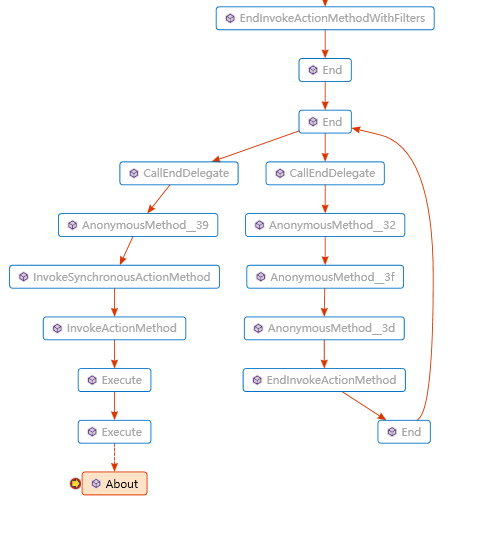 EndInvokeActionMethodWithFilters
End
End
CallEndDelegate
CallEndDelegate
AnonymousMethod__39
AnonymousMethod__32
InvokeSynchronousActionMethod
AnonymousMethod__3f
InvokeActionMethod
AnonymousMethod__3d
Execute
EndInvokeActionMethod
Execute
End
About